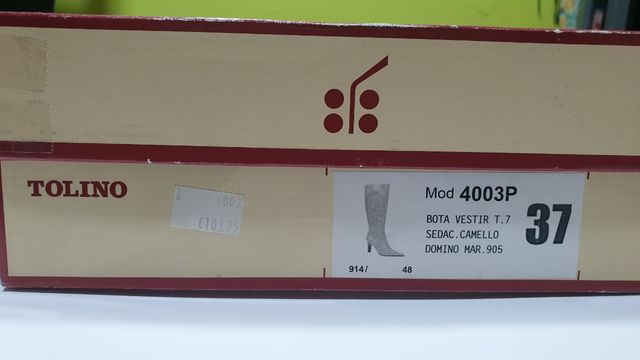 TOLINO
4003
€103,75
Mod 4003P
BOTA VESTIR T.7
SEDAC.CAMELLO
DOMINO MAR.905
37
914/ 48